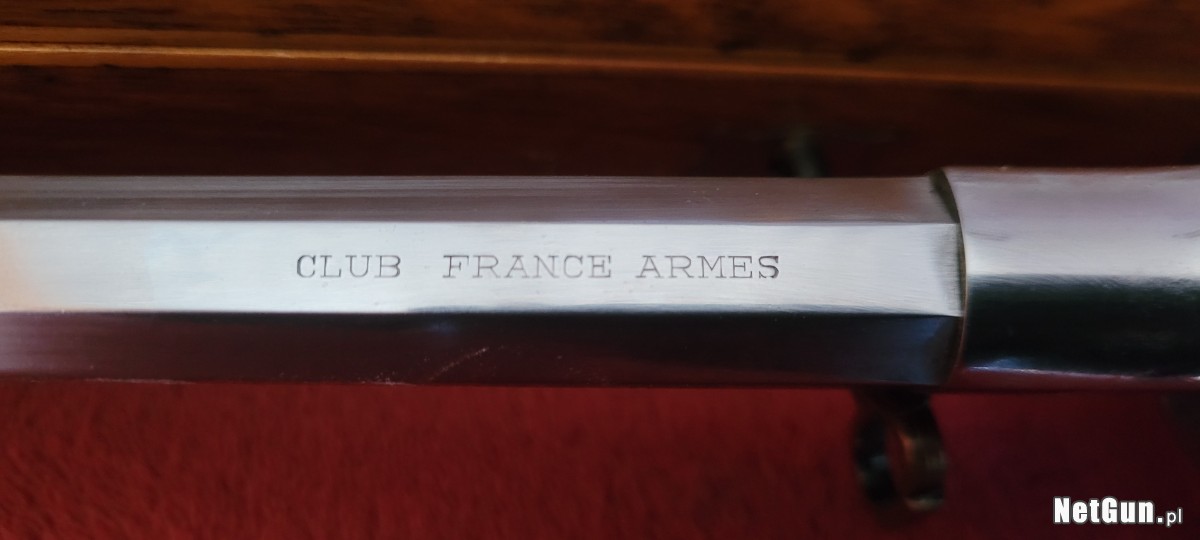 CLUB FRANCE ARMES
NetGun.pl